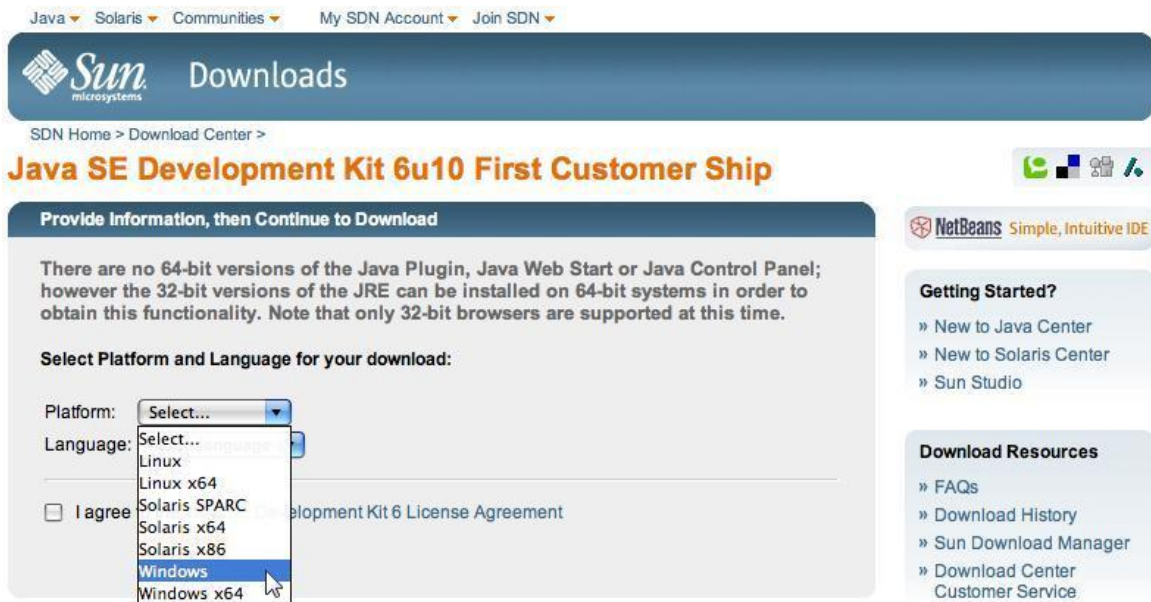 Java Solaris Communities My SDN Account Join SDN
Sun microsystems Downloads
SDN Home > Download Center >
Java SE Development Kit 6u10 First Customer Ship
Provide Information, then Continue to Download
There are no 64-bit versions of the Java Plugin, Java Web Start or Java Control Panel;
however the 32-bit versions of the JRE can be installed on 64-bit systems in order to
obtain this functionality. Note that only 32-bit browsers are supported at this time.
Select Platform and Language for your download:
Platform: Select...
Language:
Select...
Linux
Linux x64
Solaris SPARC
Solaris x64
Solaris x86
Windows
Windows x64
I agree
elopment Kit 6 License Agreement
NetBeans Simple, Intuitive IDE
Getting Started?
» New to Java Center
» New to Solaris Center
» Sun Studio
Download Resources
» FAQs
» Download History
» Sun Download Manager
» Download Center
Customer Service